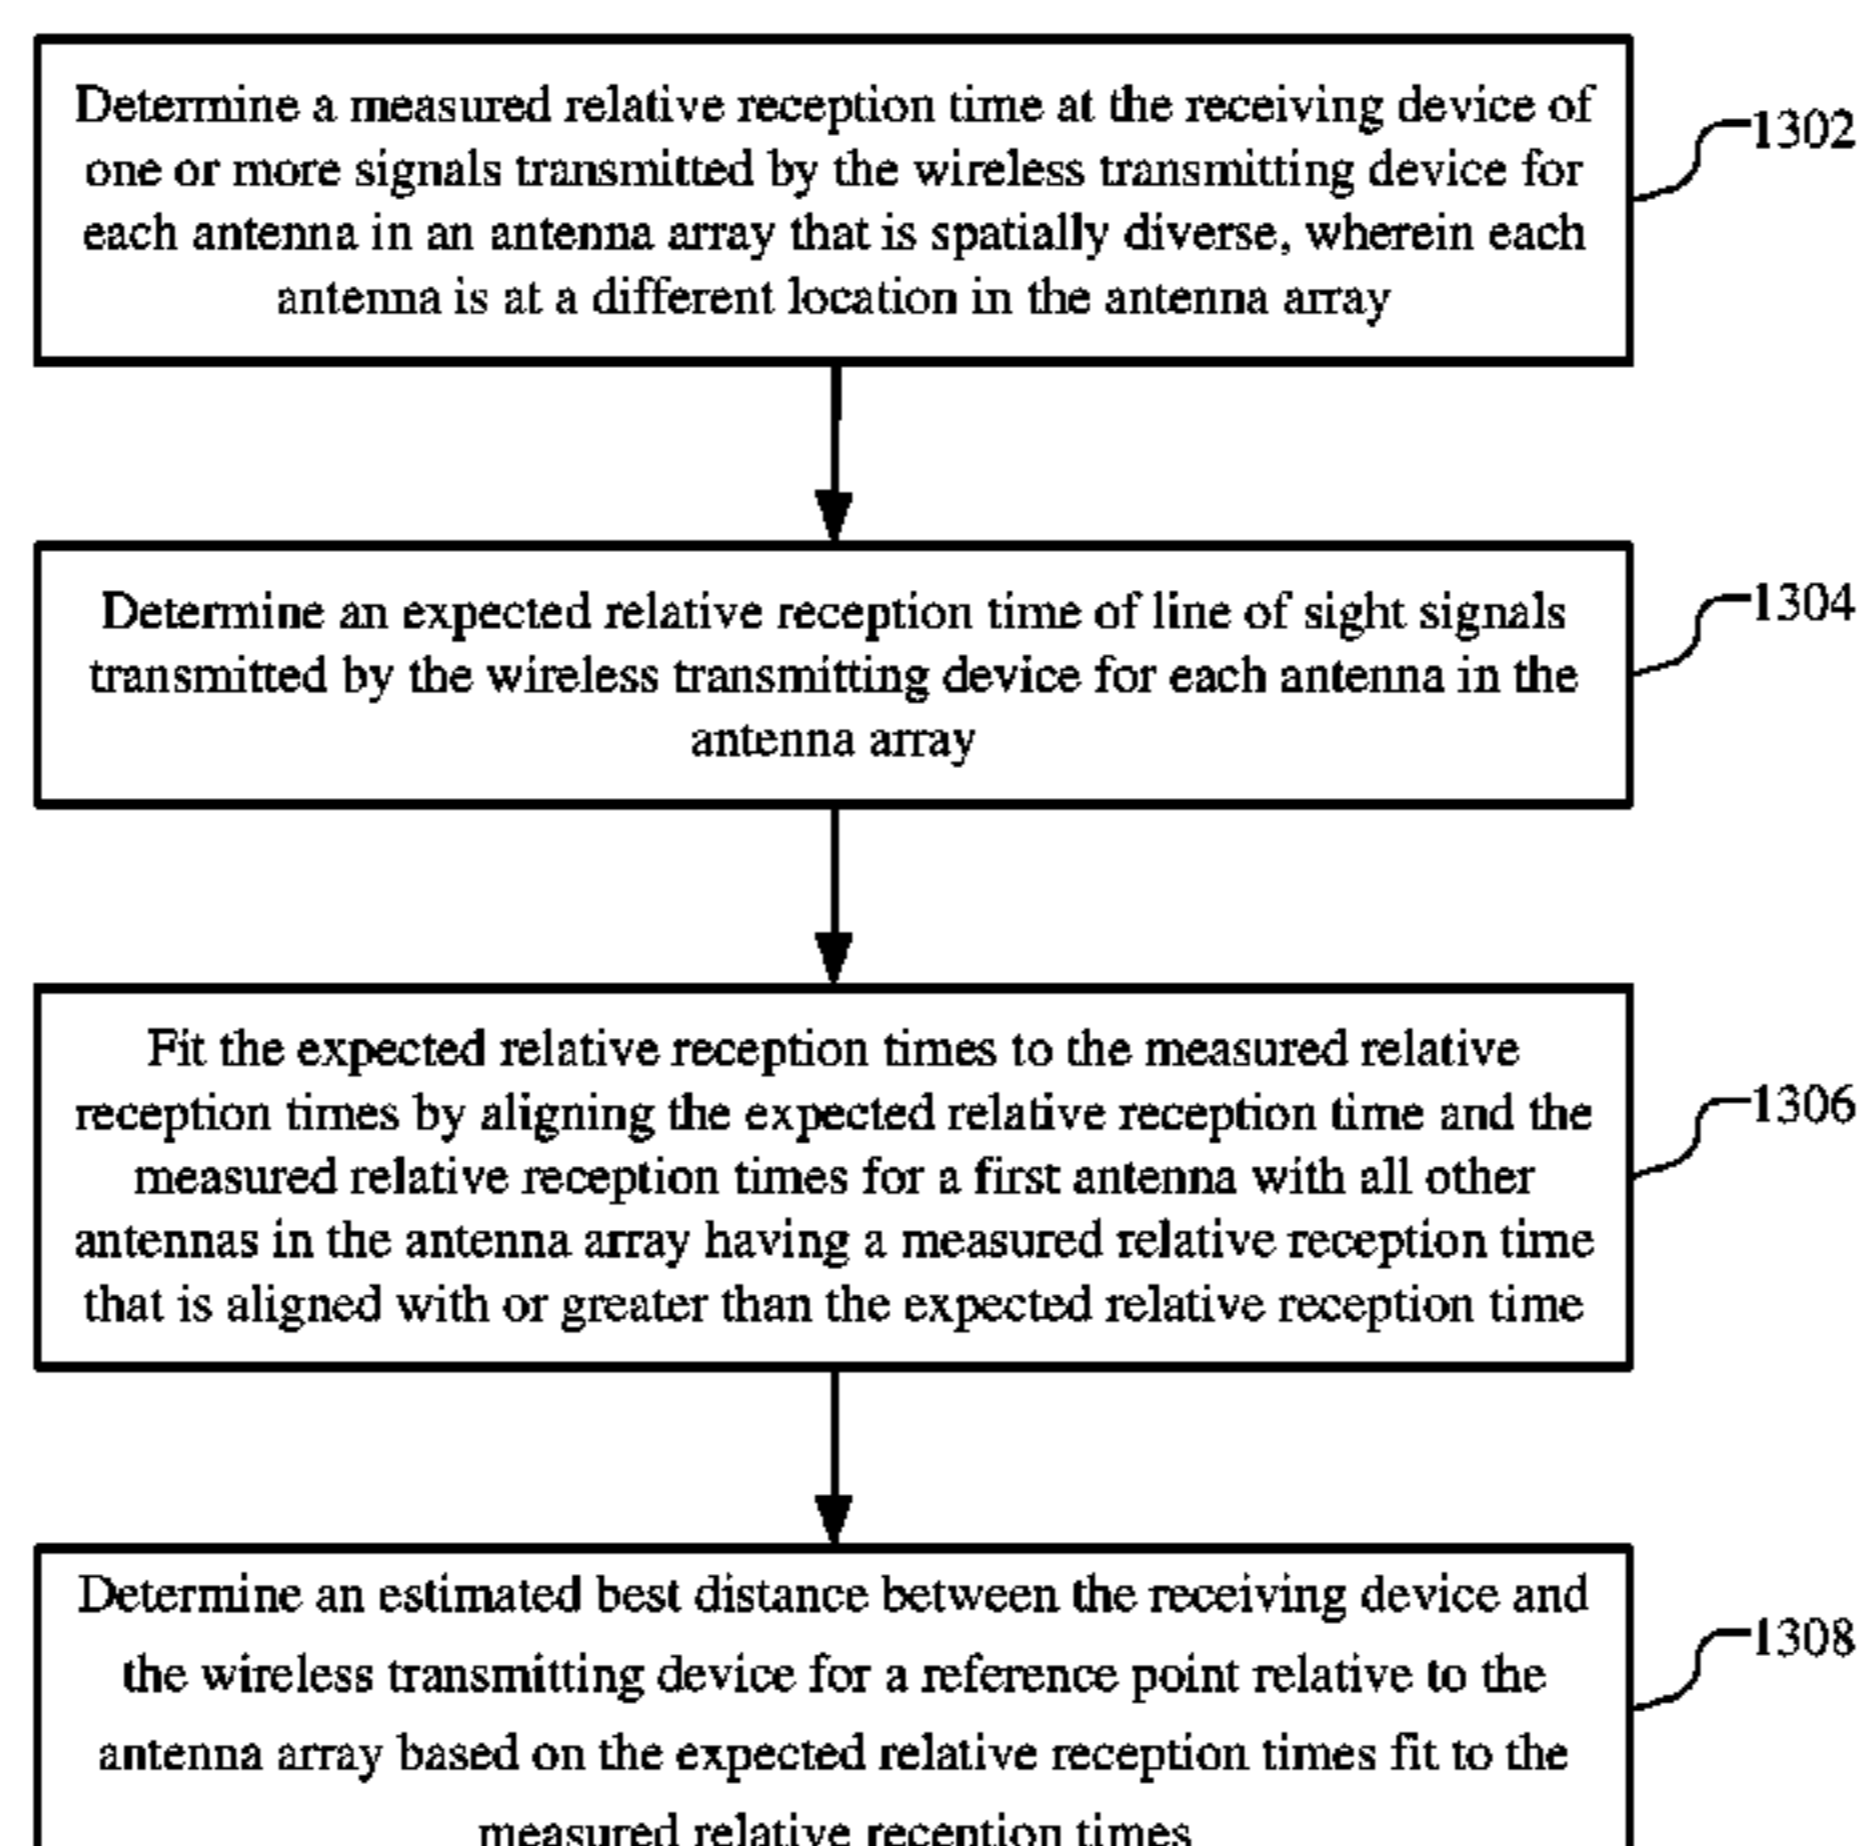 Determine a measured relative reception time at the receiving device of
one or more signals transmitted by the wireless transmitting device for
each antenna in an antenna array that is spatially diverse, wherein each
antenna is at a different location in the antenna array
1302
Determine an expected relative reception time of line of sight signals
transmitted by the wireless transmitting device for each antenna in the
antenna array
1304
Fit the expected relative reception times to the measured relative
reception times by aligning the expected relative reception time and the
measured relative reception times for a first antenna with all other
antennas in the antenna array having a measured relative reception time
that is aligned with or greater than the expected relative reception time
1306
Determine an estimated best distance between the receiving device and
the wireless transmitting device for a reference point relative to the
antenna array based on the expected relative reception times fit to the
measured relative reception times
1308